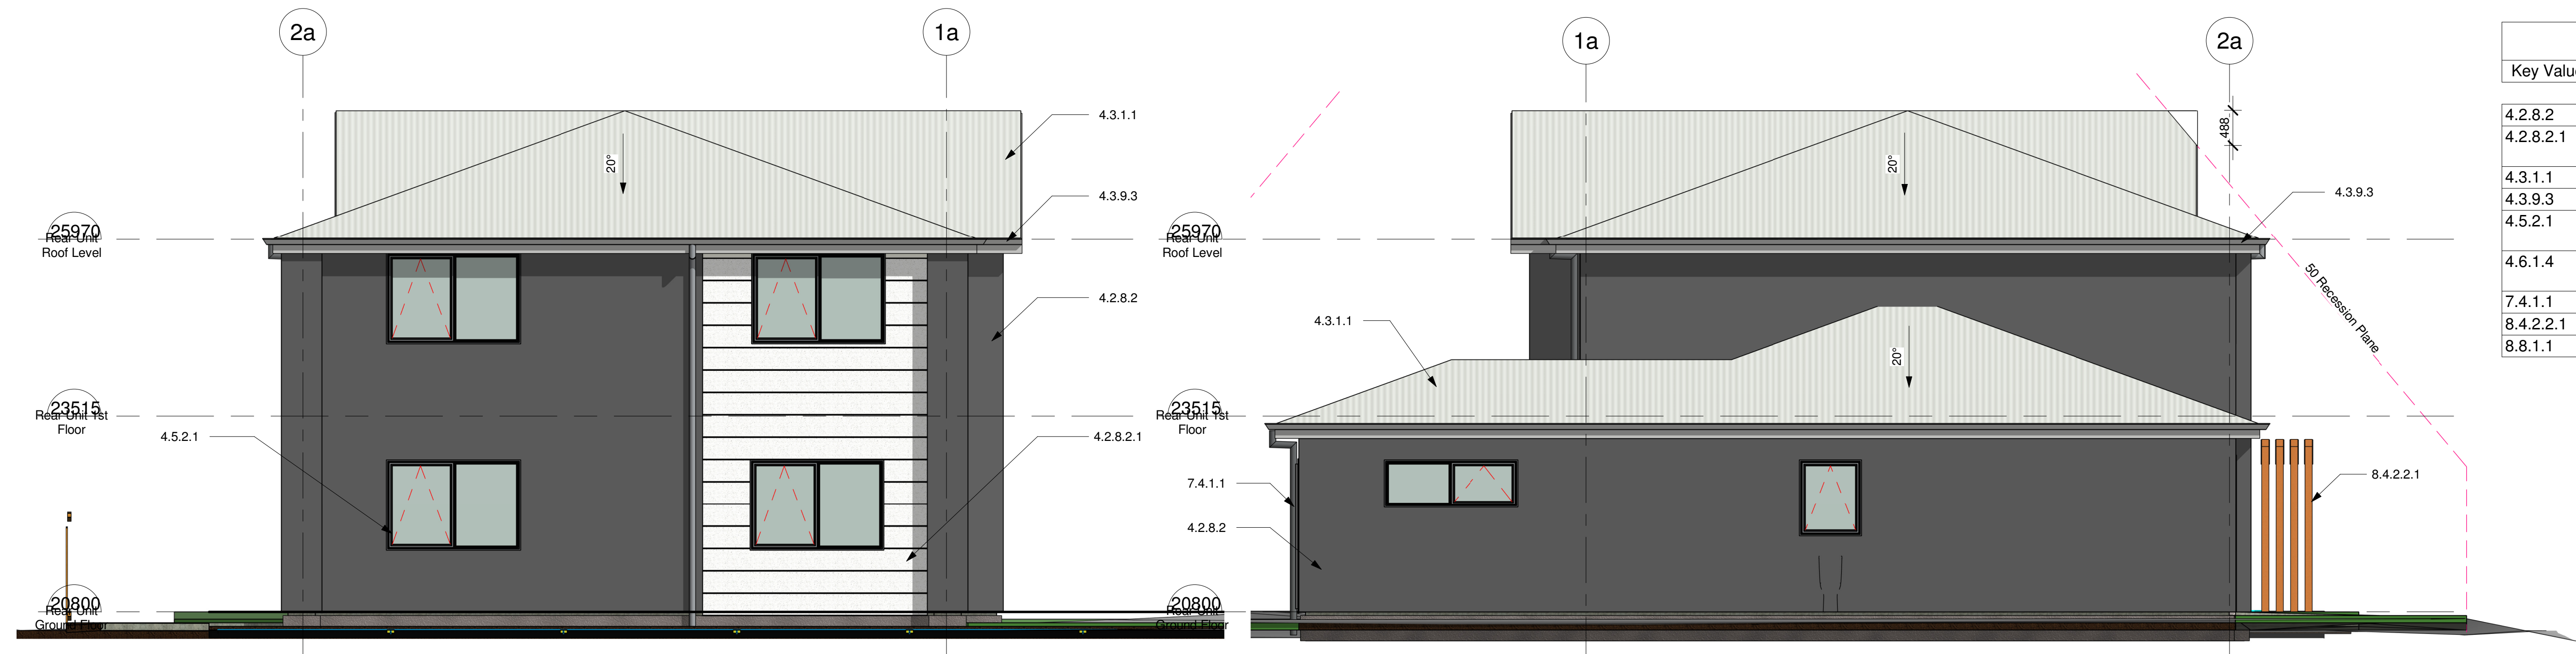 2a
1a
4.3.1.1
20°
4.3.9.3
25970
Rear Unit
Roof Level
4.2.8.2
23515
Rear Unit 1st
Floor
4.5.2.1
4.2.8.2.1
20800
Rear Unit
Ground Floor
1a
2a
488
20°
4.3.9.3
25970
Rear Unit
Roof Level
50 Recession Plane
4.3.1.1
20°
23515
Rear Unit 1st
Floor
7.4.1.1
8.4.2.2.1
4.2.8.2
20800
Rear Unit
Ground Floor
Key Valu
4.2.8.2
4.2.8.2.1
4.3.1.1
4.3.9.3
4.5.2.1
4.6.1.4
7.4.1.1
8.4.2.2.1
8.8.1.1